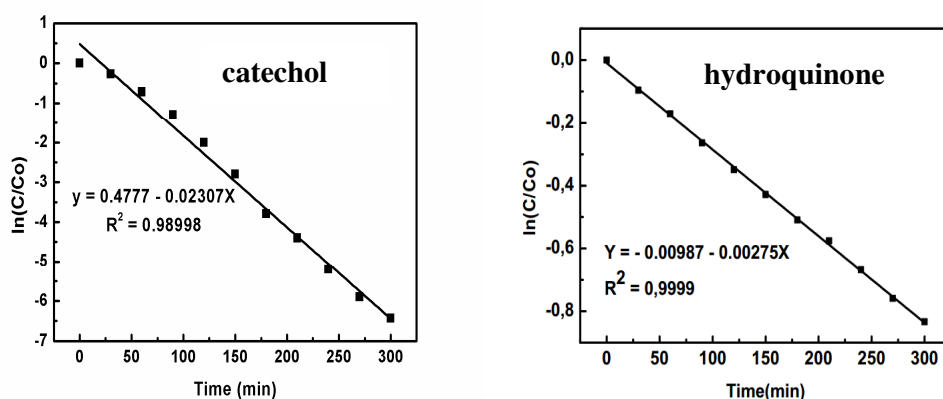 catechol
ln(C/Co)
1
0
-1
-2
-3
-4
-5
-6
-7
y = 0.4777 - 0.02307X
R² = 0.98998
0 50 100 150 200 250 300
Time (min)
hydroquinone
ln(C/Co)
0,0
-0,2
-0,4
-0,6
-0,8
Y = - 0.00987 - 0.00275X
R² = 0,9999
0 50 100 150 200 250 300
Time(min)